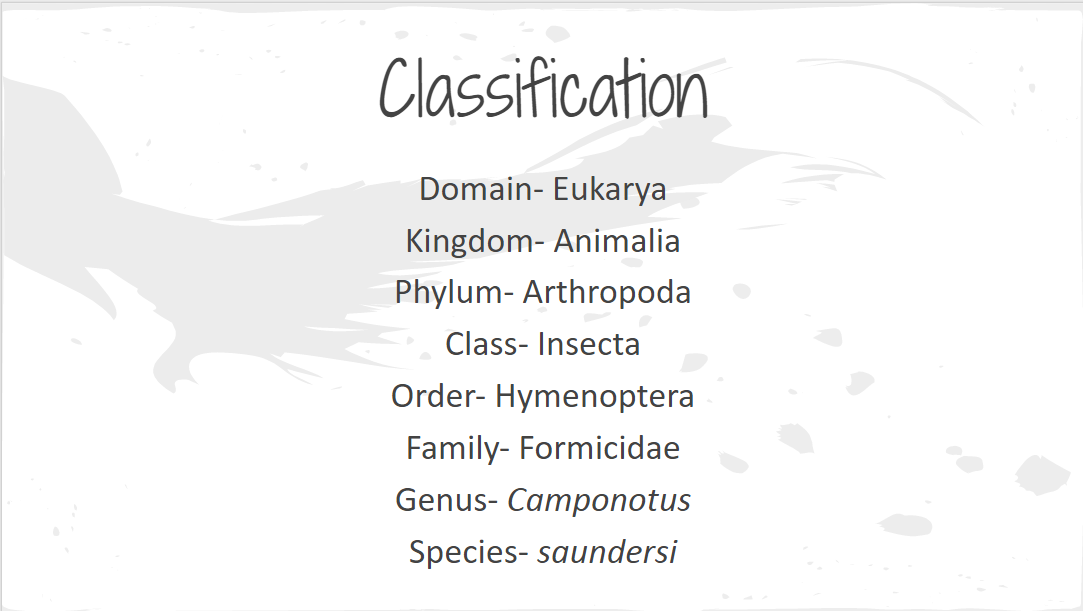 Classification
Domain- Eukarya
Kingdom- Animalia
Phylum- Arthropoda
Class- Insecta
Order- Hymenoptera
Family- Formicidae
Genus- Camponotus
Species- saundersi